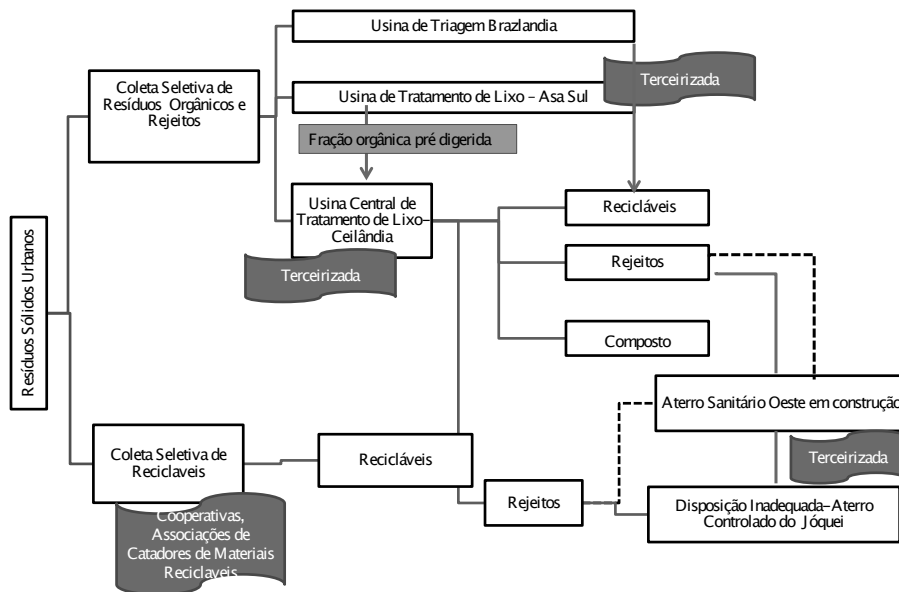 Usina de Triagem Brazlandia
Terceirizada
Coleta Seletiva de
Resíduos Orgânicos e
Rejeitos
Usina de Tratamento de Lixo – Asa Sul
Fração orgânica pré digerida
Usina Central de
Tratamento de Lixo–
Ceilândia
Terceirizada
Recicláveis
Rejeitos
Composto
Resíduos Sólidos Urbanos
Aterro Sanitário Oeste em construção
Terceirizada
Coleta Seletiva de
Reciclaveis
Recicláveis
Rejeitos
Disposição Inadequada–Aterro
Controlado do Jóquei
Cooperativas,
Associações de
Catadores de Materiais
Reciclaveis